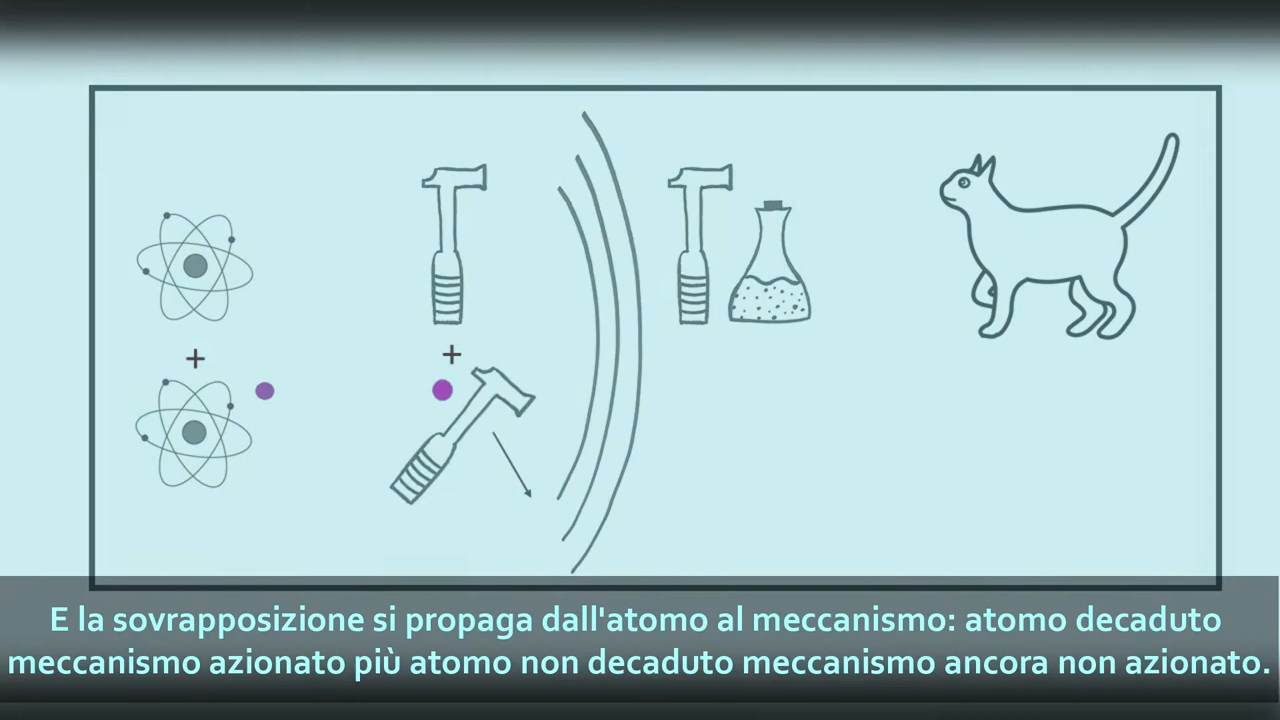 +
+
E la sovrapposizione si propaga dall'atomo al meccanismo: atomo decaduto
meccanismo azionato più atomo non decaduto meccanismo ancora non azionato.